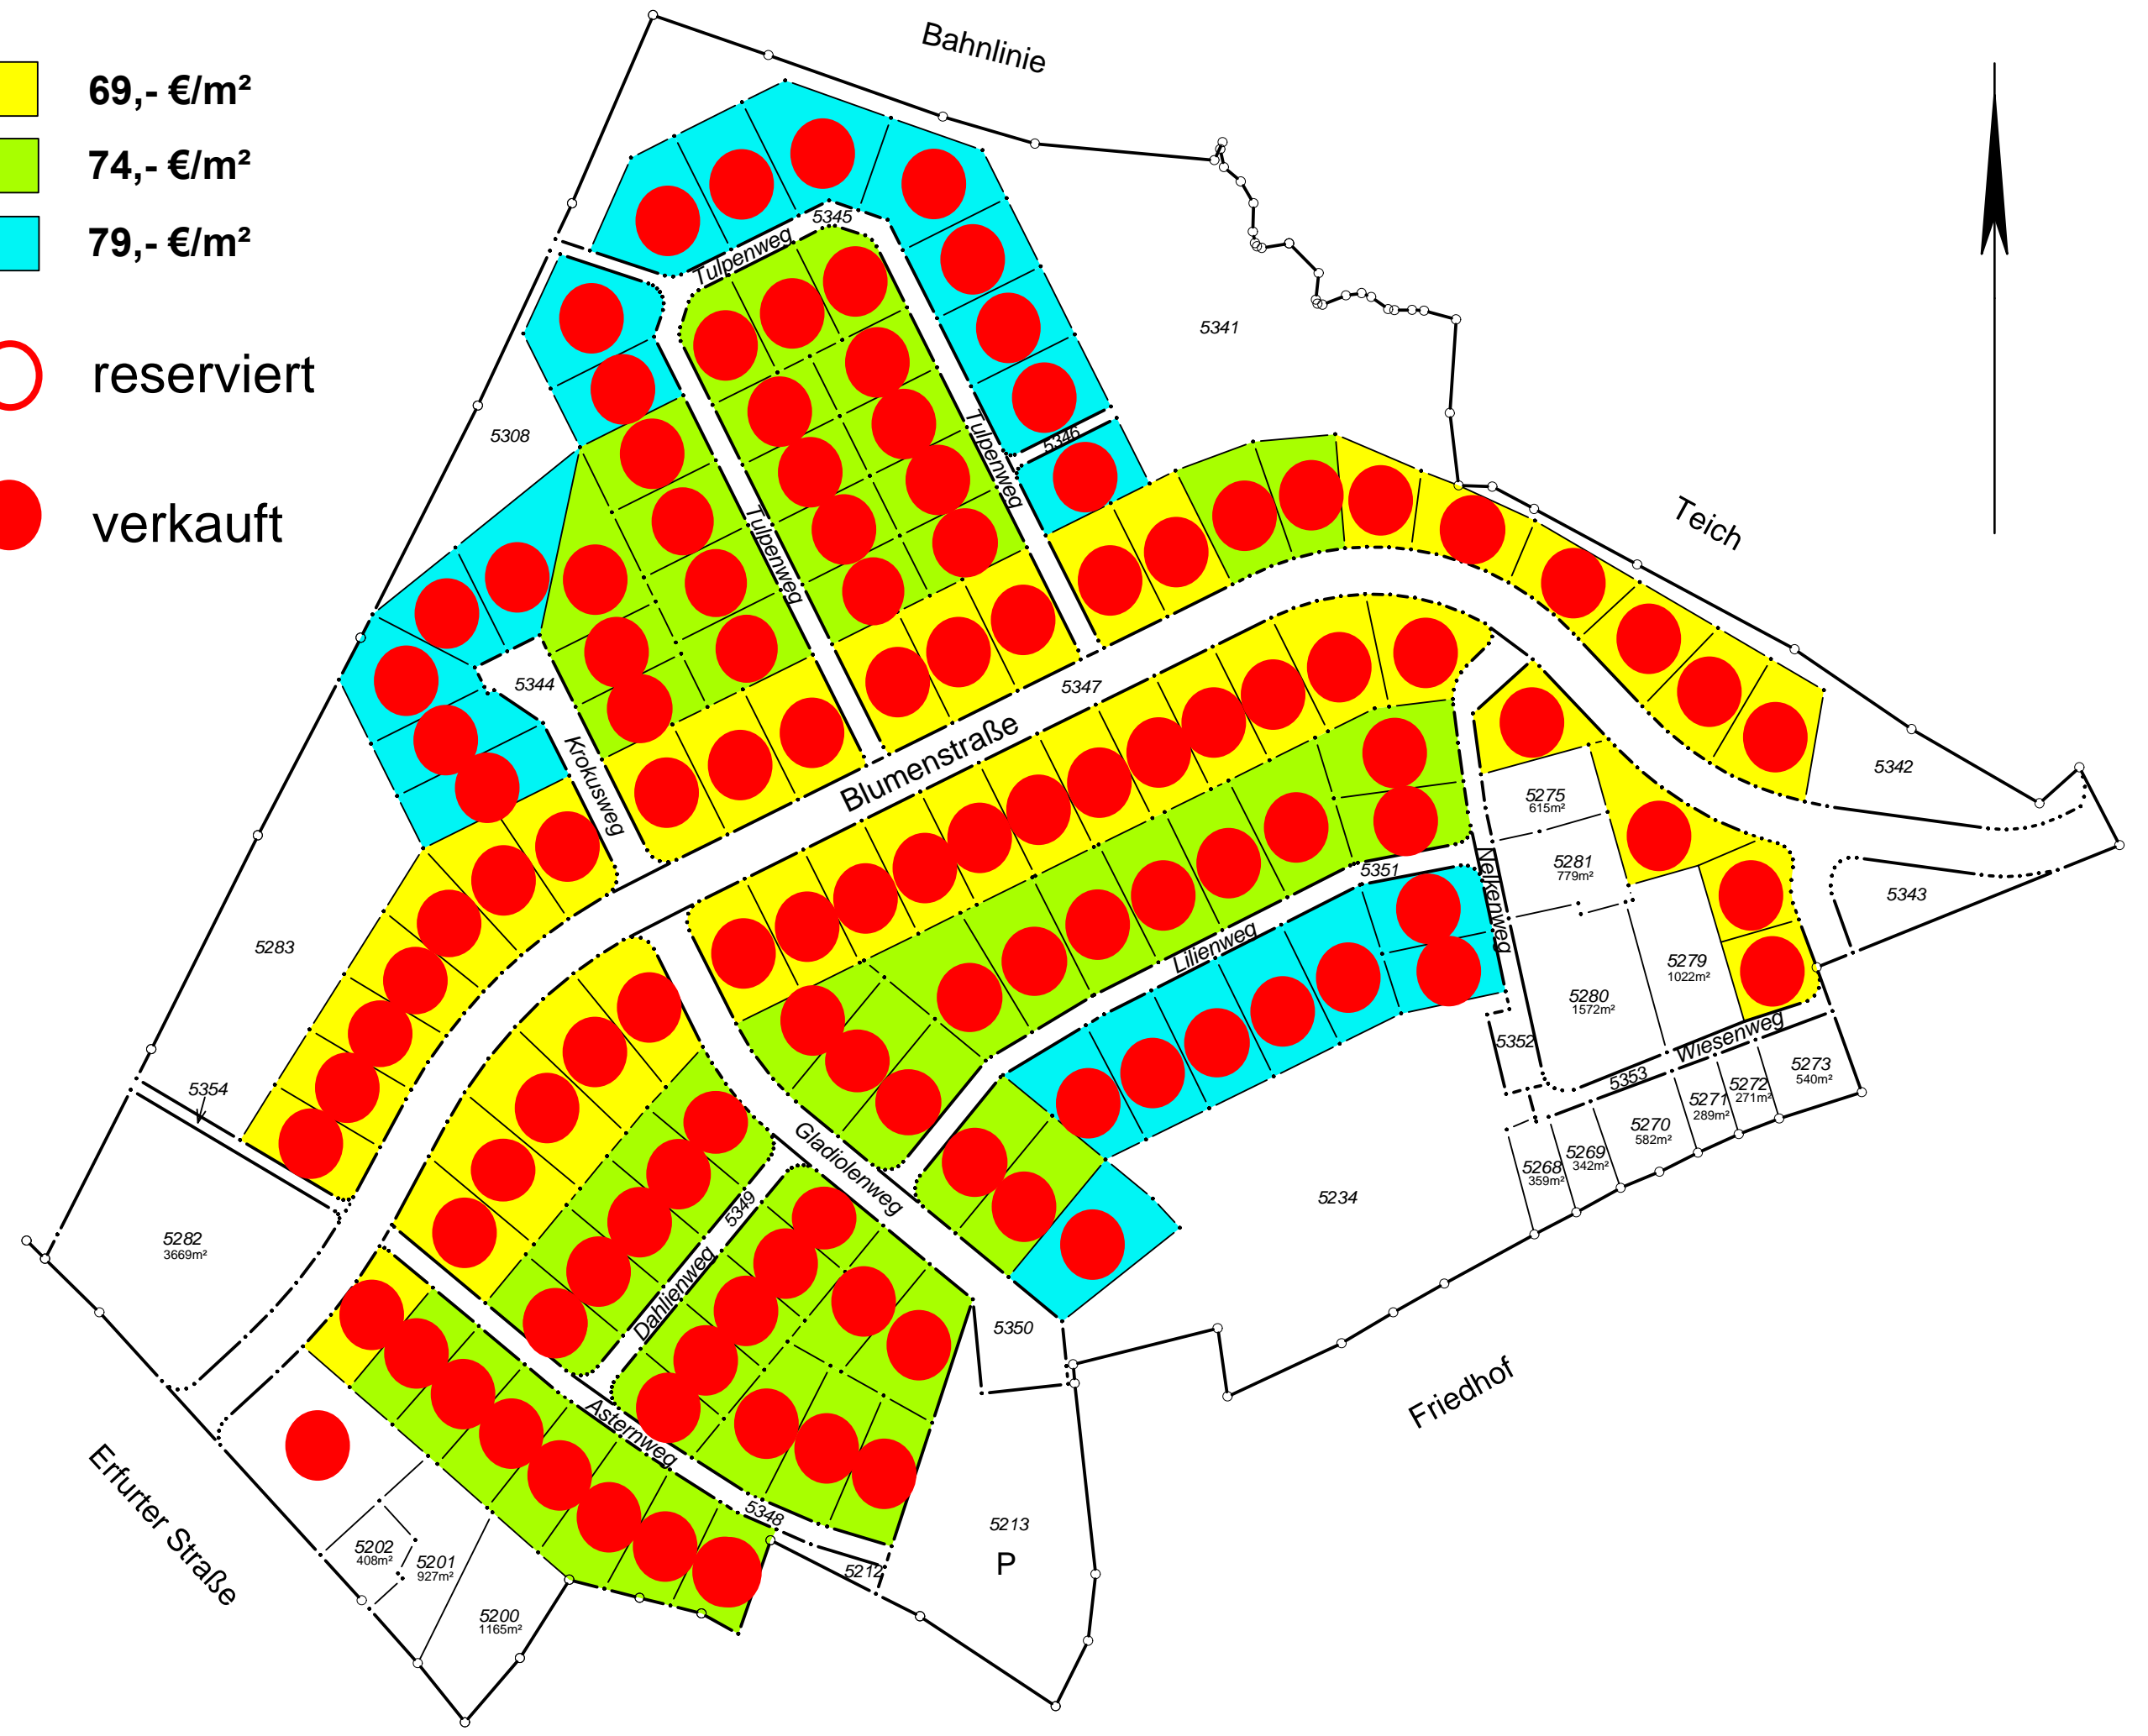 Bahnlinie
69,- €/m²
74,- €/m²
79,- €/m²
reserviert
verkauft
5345
Tulpenweg
5341
5308
Tulpenweg
5346
Tulpenweg
Teich
5344
5347
Blumenstraße
Krokusweg
5342
5275
615m²
5281
779m²
5343
5351
Nelkenweg
Lilienweg
5283
5279
1022m²
5280
1572m²
5352
Wiesenweg
5353
5273
540m²
5272
271m²
5271
289m²
5270
582m²
5269
342m²
5268
359m²
5354
Gladiolenweg
5349
5234
5282
3669m²
Dahlienweg
5350
Friedhof
Asternweg
5348
5213
P
5212
Erfurter Straße
5202
408m²
5201
927m²
5200
1165m²